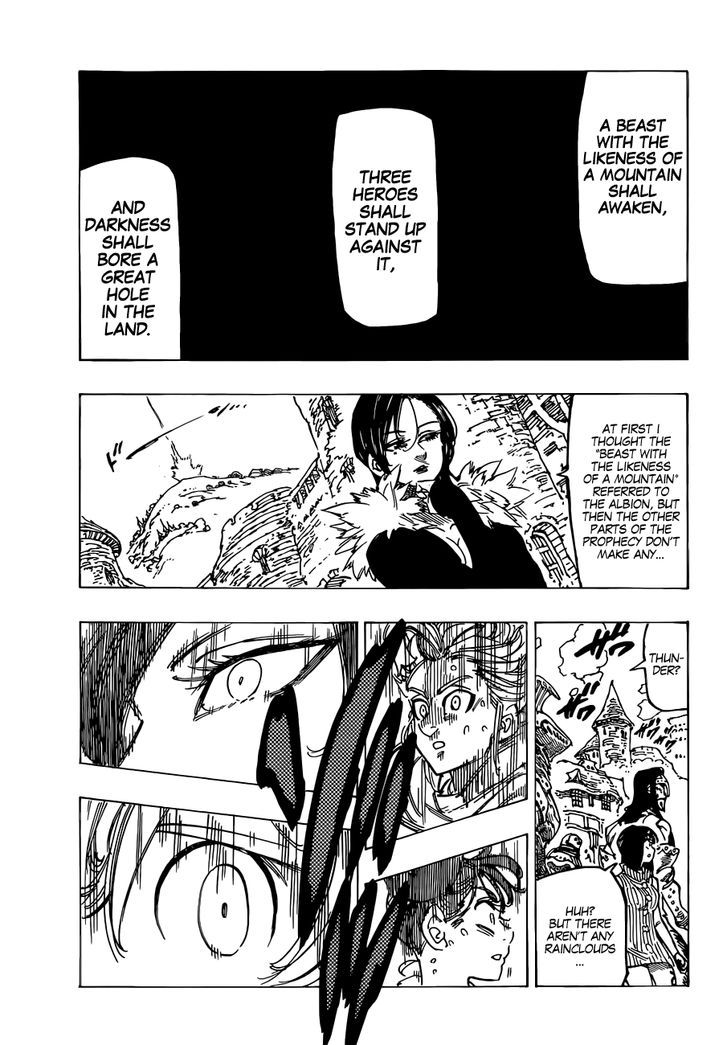 A BEAST
WITH THE
LIKENESS OF
A MOUNTAIN
SHALL
AWAKEN,
THREE
HEROES
SHALL
STAND UP
AGAINST
IT,
AND
DARKNESS
SHALL
BORE A
GREAT
HOLE
IN THE
LAND.
AT FIRST I
THOUGHT THE
"BEAST WITH
THE LIKENESS
OF A MOUNTAIN"
REFERRED TO
THE ALBION, BUT
THEN THE OTHER
PARTS OF THE
PROPHECY DON'T
MAKE ANY...
THUN-
DER?
HUH?
BUT THERE
AREN'T ANY
RAINCLOUDS
...